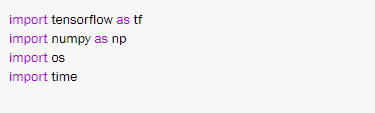 import tensorflow as tf
import numpy as np
import os
import time